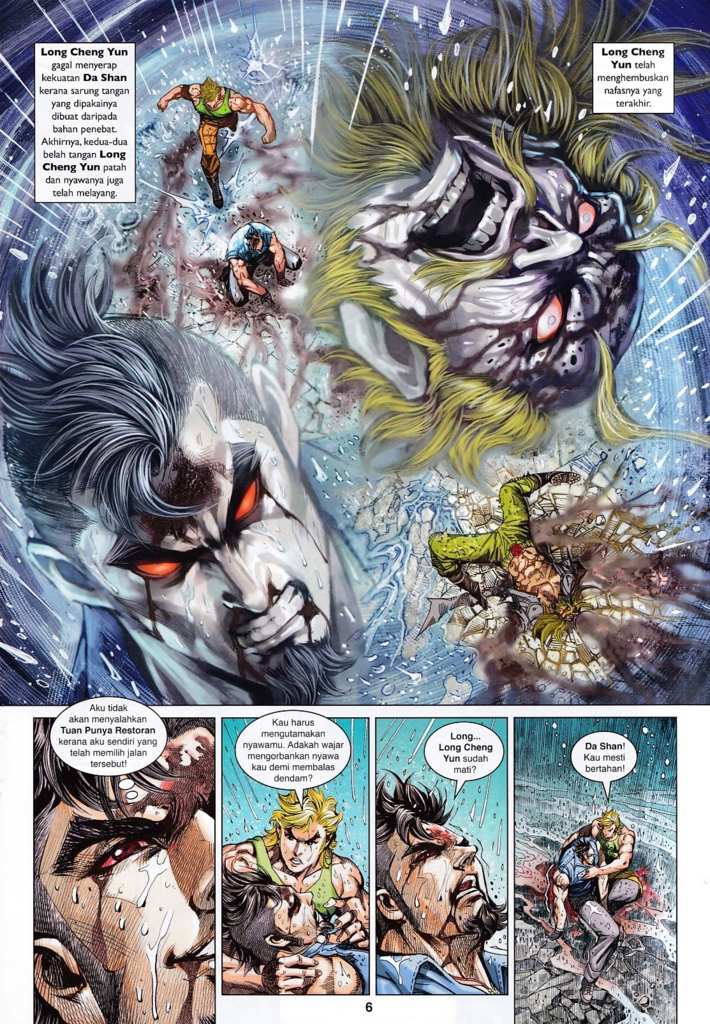 Long Cheng Yun
gagal menyerap
kekuatan Da Shan
kerana sarung tangan
yang dipakainya
dibuat daripada
bahan penebat.
Akhirnya, kedua-dua
belah tangan Long
Cheng Yun patah
dan nyawanya juga
telah melayang.
Long Cheng
Yun telah
menghembuskan
nafasnya yang
terakhir.
Aku tidak
akan menyalahkan
Tuan Punya Restoran
kerana aku sendiri yang
telah memilih jalan
tersebut!
Kau harus
mengutamakan
nyawamu. Adakah wajar
mengorbankan nyawa
kau demi membalas
dendam?
Long...
Long Cheng
Yun sudah
mati?
Da Shan!
Kau mesti
bertahan!
6